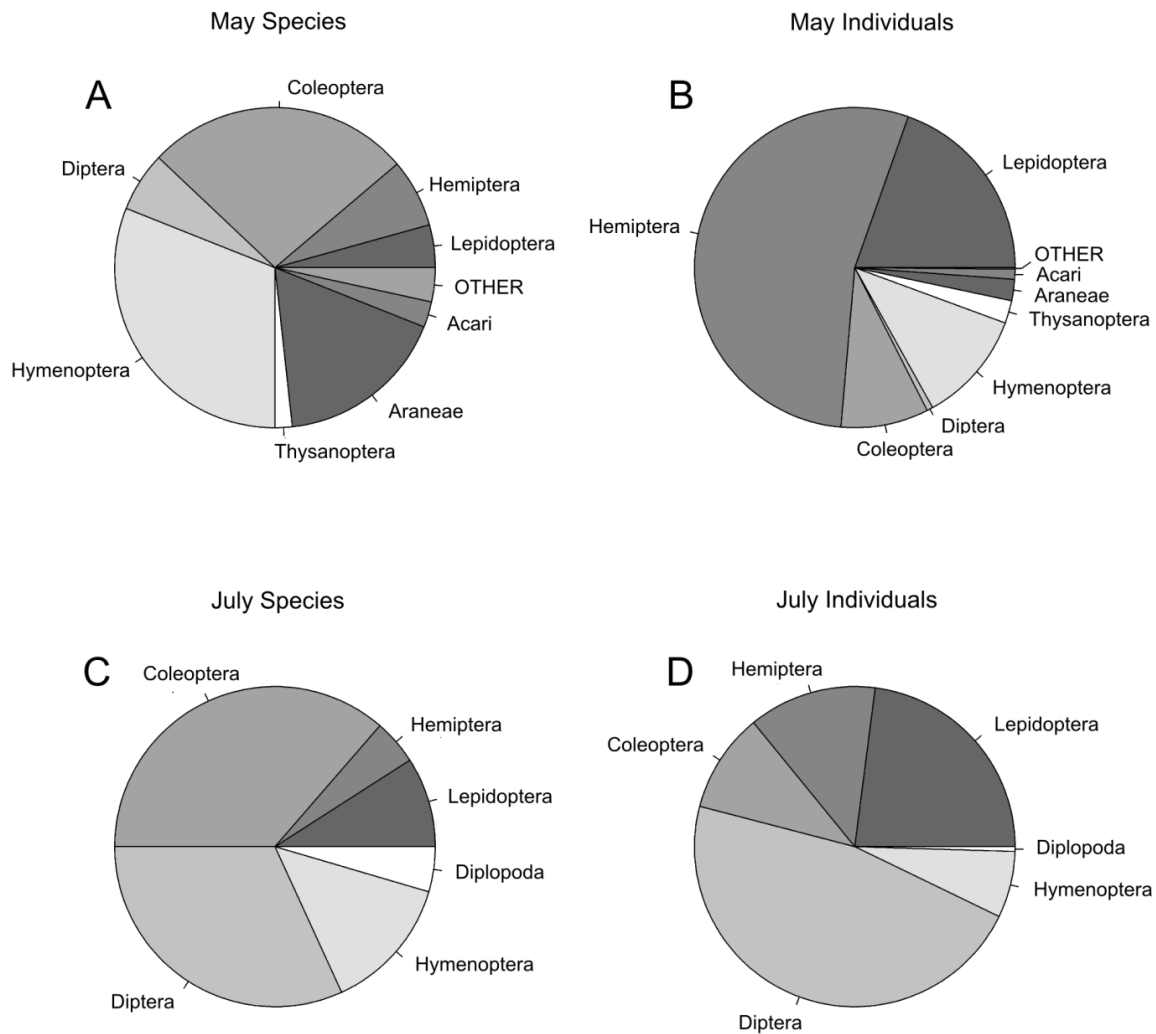 May Species
May Individuals
A
Coleoptera
Diptera
Hemiptera
Lepidoptera
OTHER
Acari
Hymenoptera
Araneae
Thysanoptera
B
Lepidoptera
Hemiptera
OTHER
Acari
Araneae
Thysanoptera
Hymenoptera
Diptera
Coleoptera
July Species
July Individuals
C
Coleoptera
Hemiptera
Lepidoptera
Diplopoda
Hymenoptera
Diptera
D
Hemiptera
Lepidoptera
Coleoptera
Diplopoda
Hymenoptera
Diptera